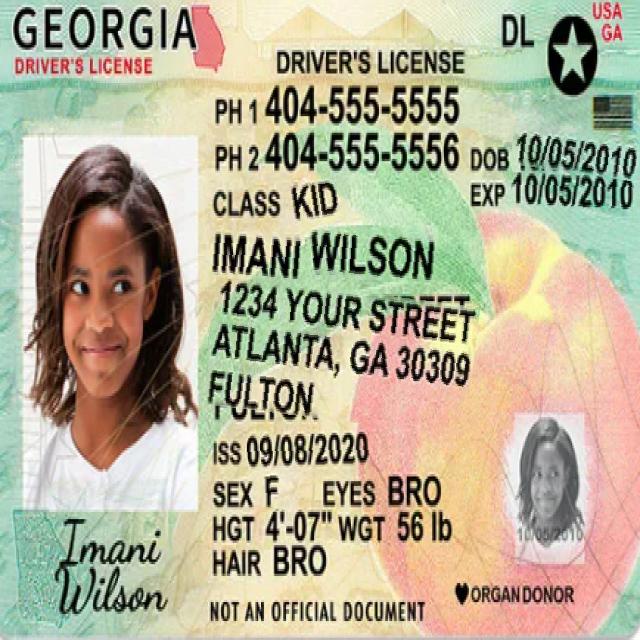 GEORGIA
DRIVER'S LICENSE
DRIVER'S LICENSE
DL
USA
GA
PH 1 404-555-5555
PH 2 404-555-5556
DOB 10/05/2010
EXP 10/05/2010
CLASS KID
IMANI WILSON
1234 YOUR STREET
ATLANTA, GA 30309
FULTON
ISS 09/08/2020
SEX F EYES BRO
HGT 4'-07" WGT 56 lb
HAIR BRO
10/05/2010
Imani
Wilson
NOT AN OFFICIAL DOCUMENT
ORGAN DONOR